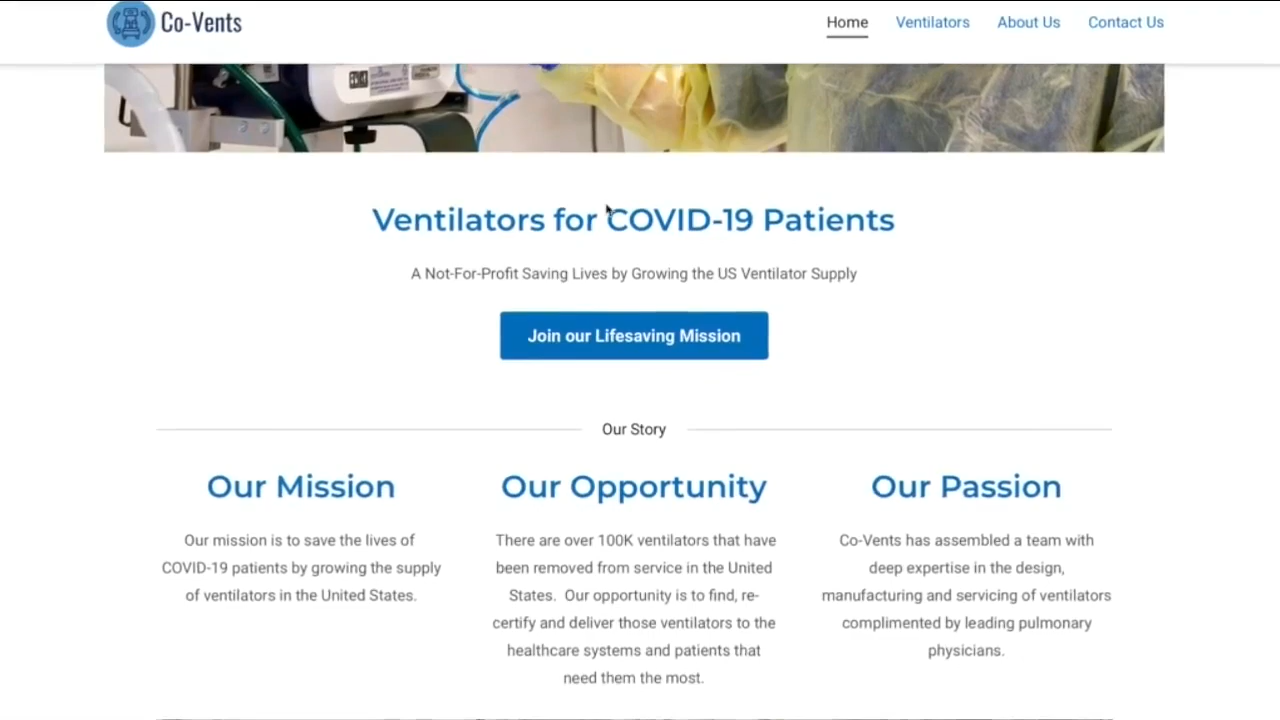 Co-Vents
Home
Ventilators
About Us
Contact Us
Ventilators for COVID-19 Patients
A Not-For-Profit Saving Lives by Growing the US Ventilator Supply
Join our Lifesaving Mission
Our Story
Our Mission
Our mission is to save the lives of
COVID-19 patients by growing the supply
of ventilators in the United States.
Our Opportunity
There are over 100K ventilators that have
been removed from service in the United
States.  Our opportunity is to find, re-
certify and deliver those ventilators to the
healthcare systems and patients that
need them the most.
Our Passion
Co-Vents has assembled a team with
deep expertise in the design,
manufacturing and servicing of ventilators
complimented by leading pulmonary
physicians.